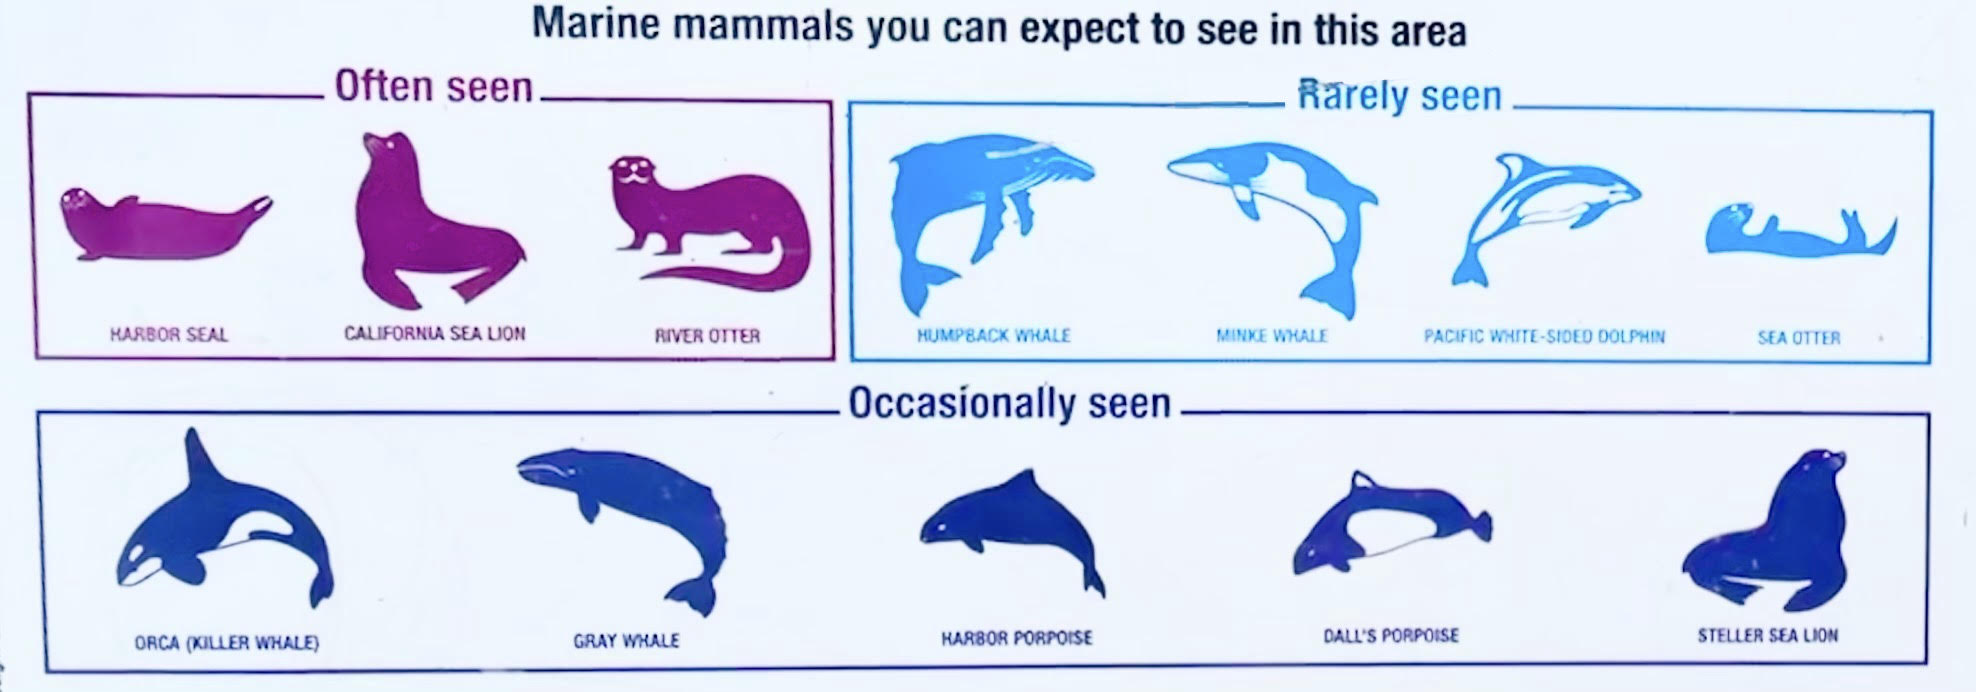 Marine mammals you can expect to see in this area
Often seen
HARBOR SEAL
CALIFORNIA SEA LION
RIVER OTTER
Rarely seen
HUMPBACK WHALE
MINKE WHALE
PACIFIC WHITE-SIDED DOLPHIN
SEA OTTER
Occasionally seen
ORCA (KILLER WHALE)
GRAY WHALE
HARBOR PORPOISE
DALL'S PORPOISE
STELLER SEA LION